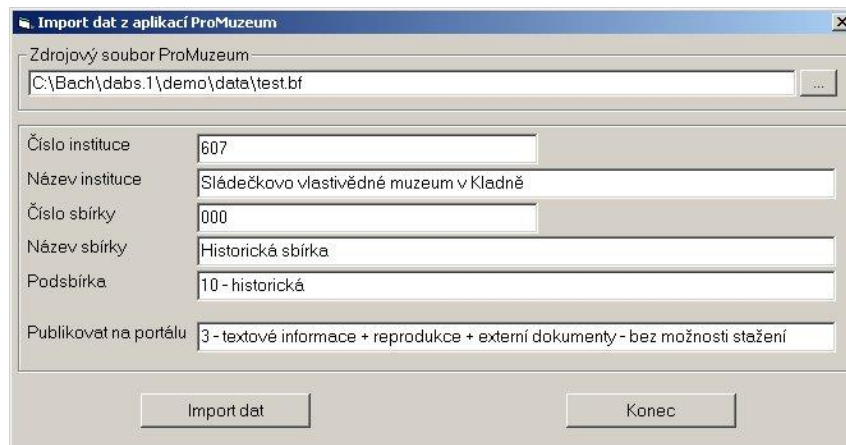 Import dat z aplikací ProMuzeum
Zdrojový soubor ProMuzeum
C:\Bach\dabs.1\demo\data\test.bf
...
Číslo instituce 607
Název instituce Sládečkovo vlastivědné muzeum v Kladně
Číslo sbírky 000
Název sbírky Historická sbírka
Podsbírka 10 - historická
Publikovat na portálu 3 - textové informace + reprodukce + externí dokumenty - bez možnosti stažení
Import dat Konec